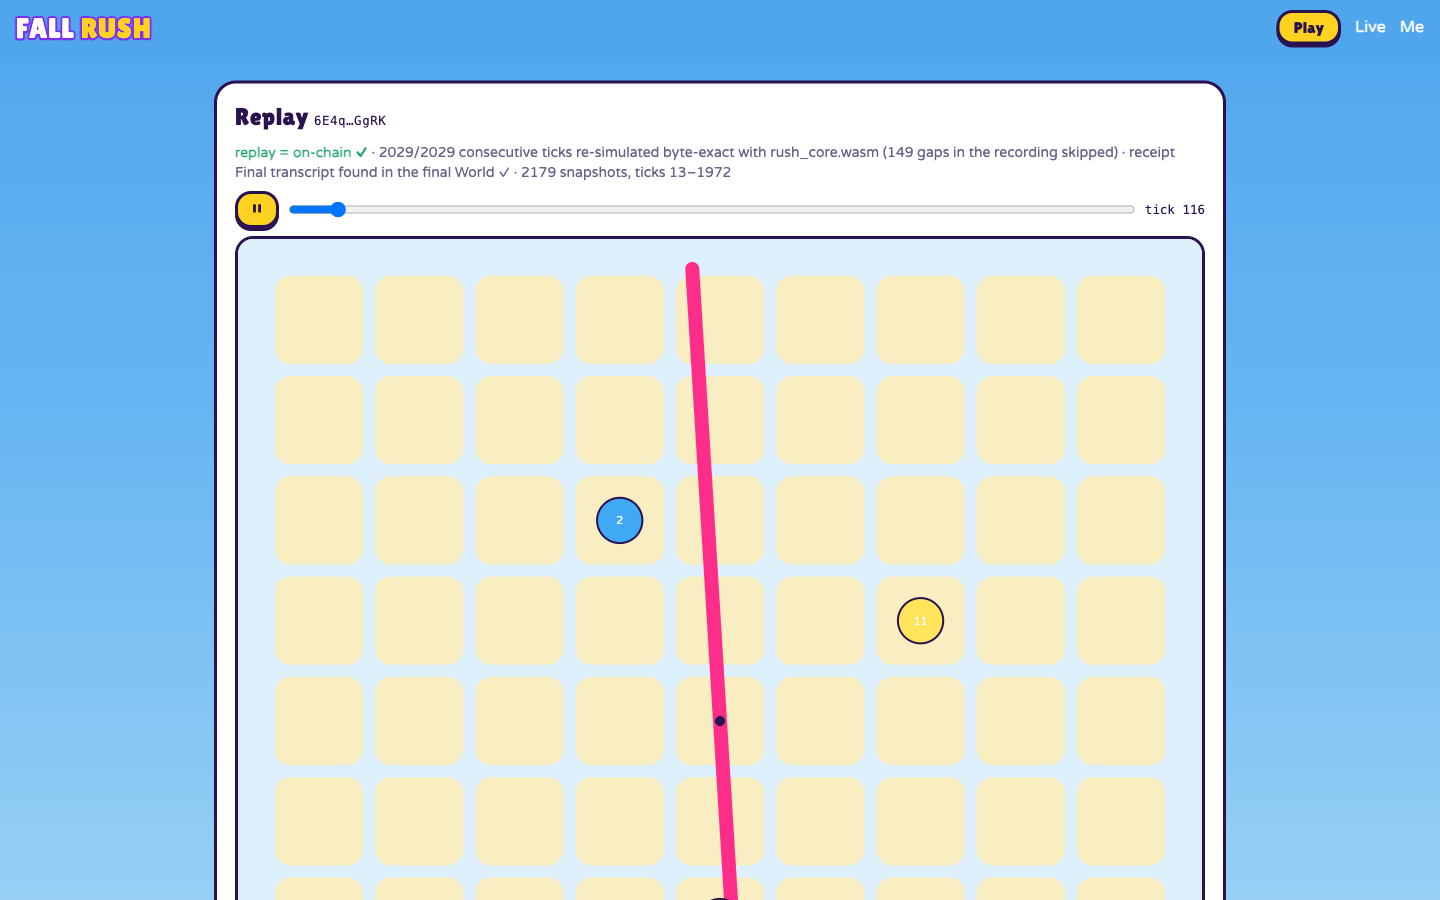 FALL RUSH
Play Live Me
Replay 6E4q…GgRK
replay = on-chain ✓ · 2029/2029 consecutive ticks re-simulated byte-exact with rush_core.wasm (149 gaps in the recording skipped) · receipt
Final transcript found in the final World ✓ · 2179 snapshots, ticks 13–1972
tick 116
2
11